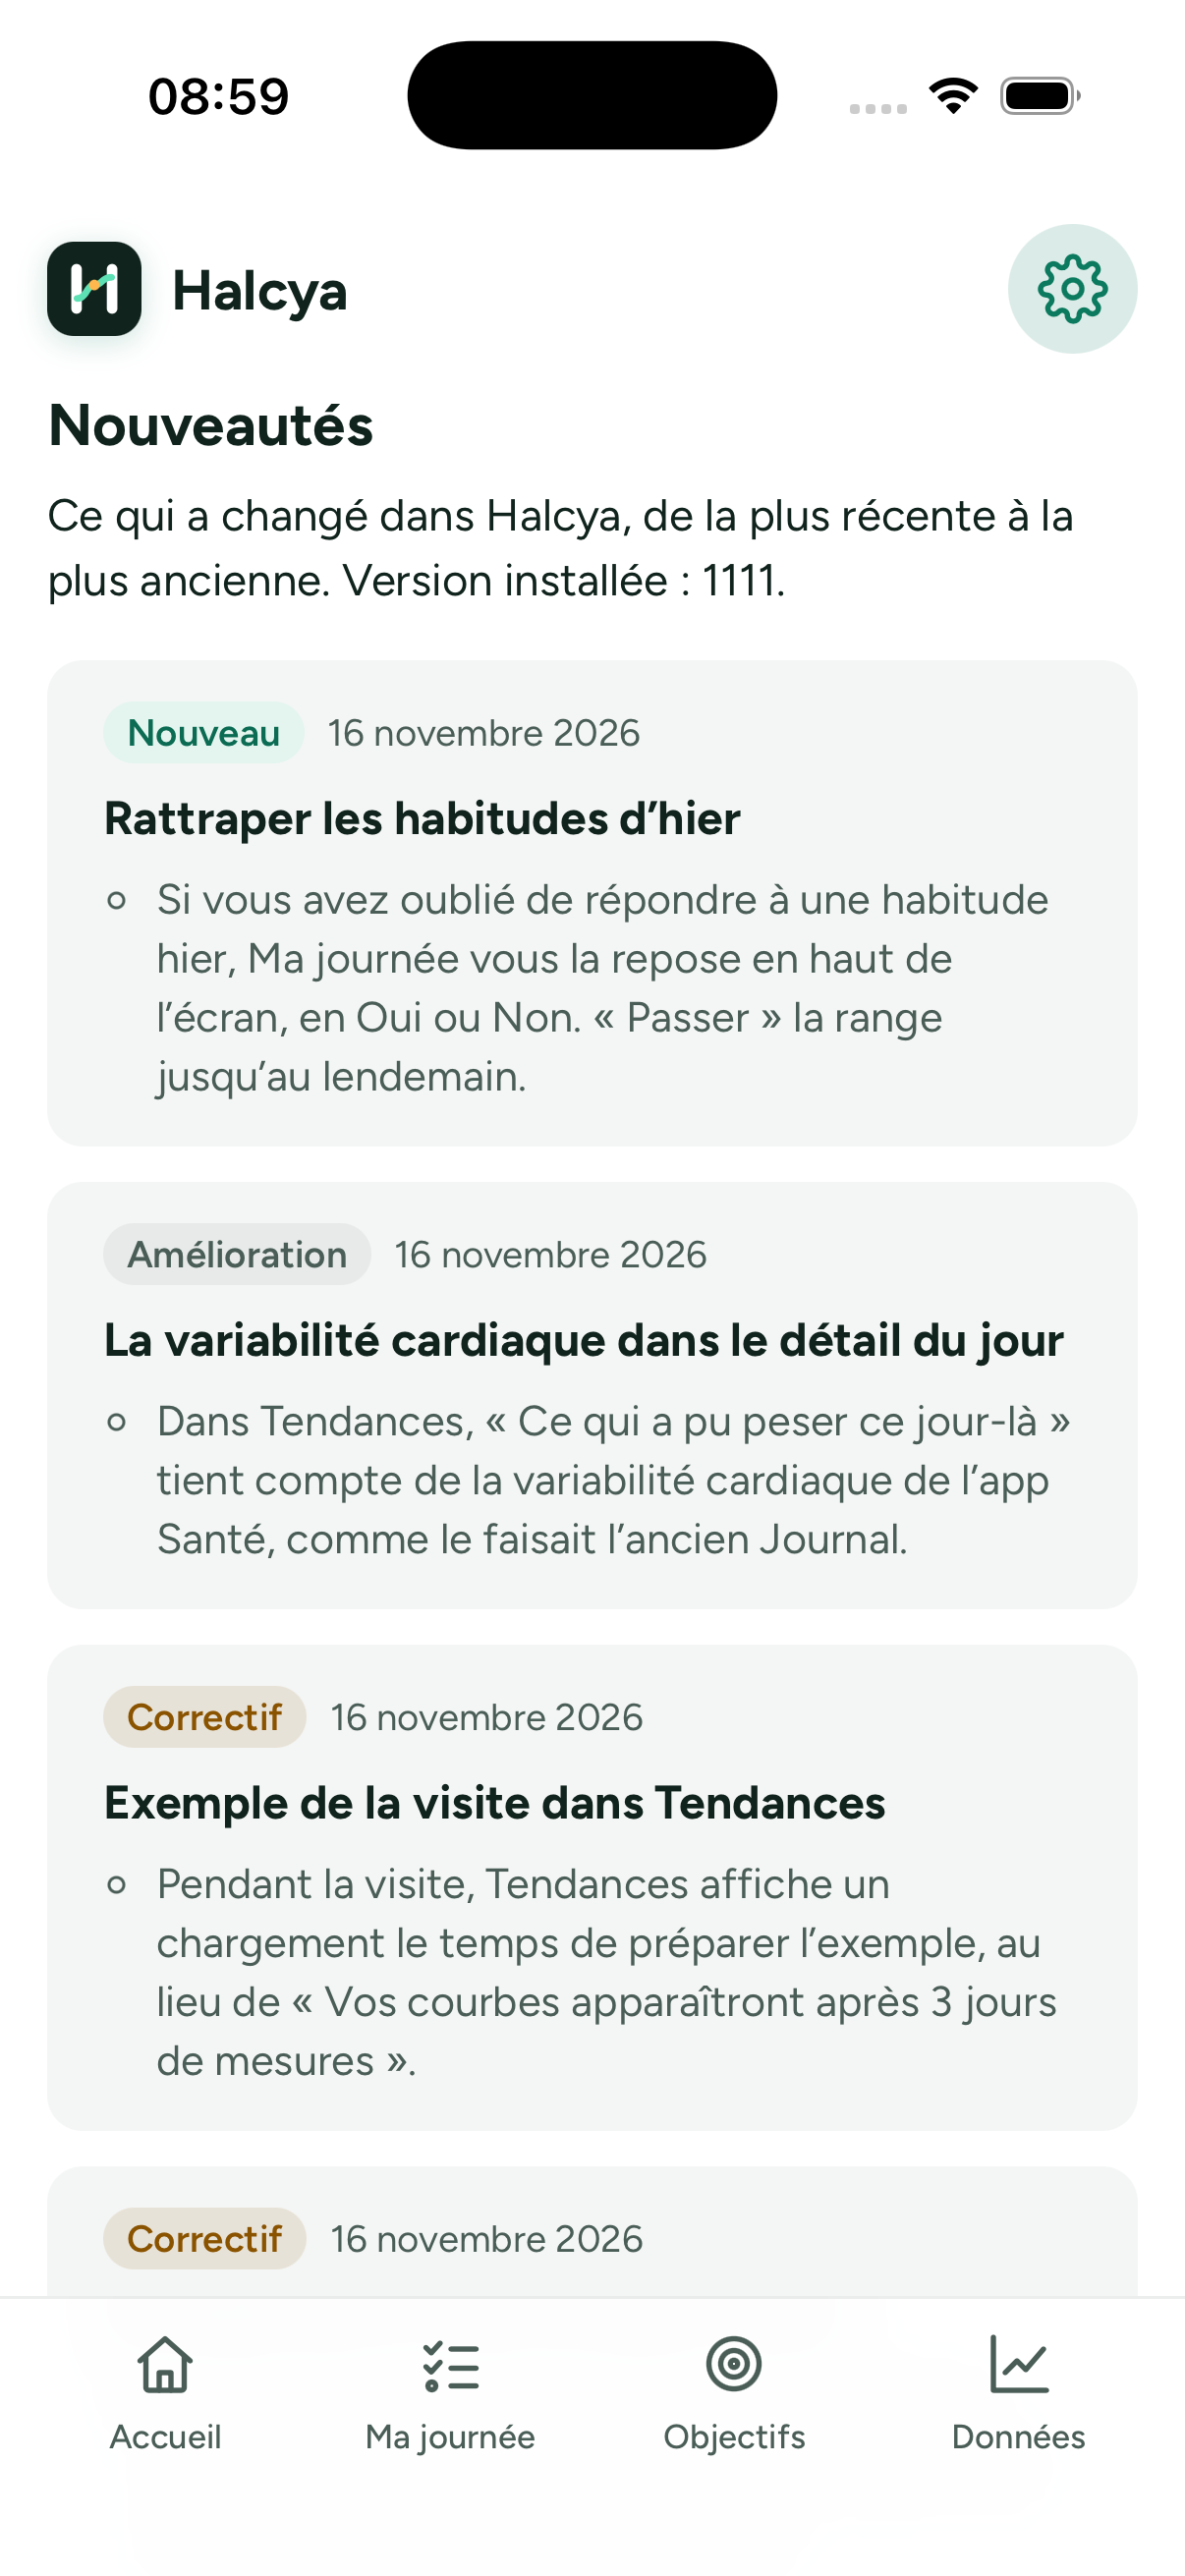 08:59
Halcya
Nouveautés
Ce qui a changé dans Halcya, de la plus récente à la
plus ancienne. Version installée : 1111.
Nouveau 16 novembre 2026
Rattraper les habitudes d’hier
Si vous avez oublié de répondre à une habitude
hier, Ma journée vous la repose en haut de
l’écran, en Oui ou Non. « Passer » la range
jusqu’au lendemain.
Amélioration 16 novembre 2026
La variabilité cardiaque dans le détail du jour
Dans Tendances, « Ce qui a pu peser ce jour-là »
tient compte de la variabilité cardiaque de l’app
Santé, comme le faisait l’ancien Journal.
Correctif 16 novembre 2026
Exemple de la visite dans Tendances
Pendant la visite, Tendances affiche un
chargement le temps de préparer l’exemple, au
lieu de « Vos courbes apparaîtront après 3 jours
de mesures ».
Correctif 16 novembre 2026
Accueil Ma journée Objectifs Données